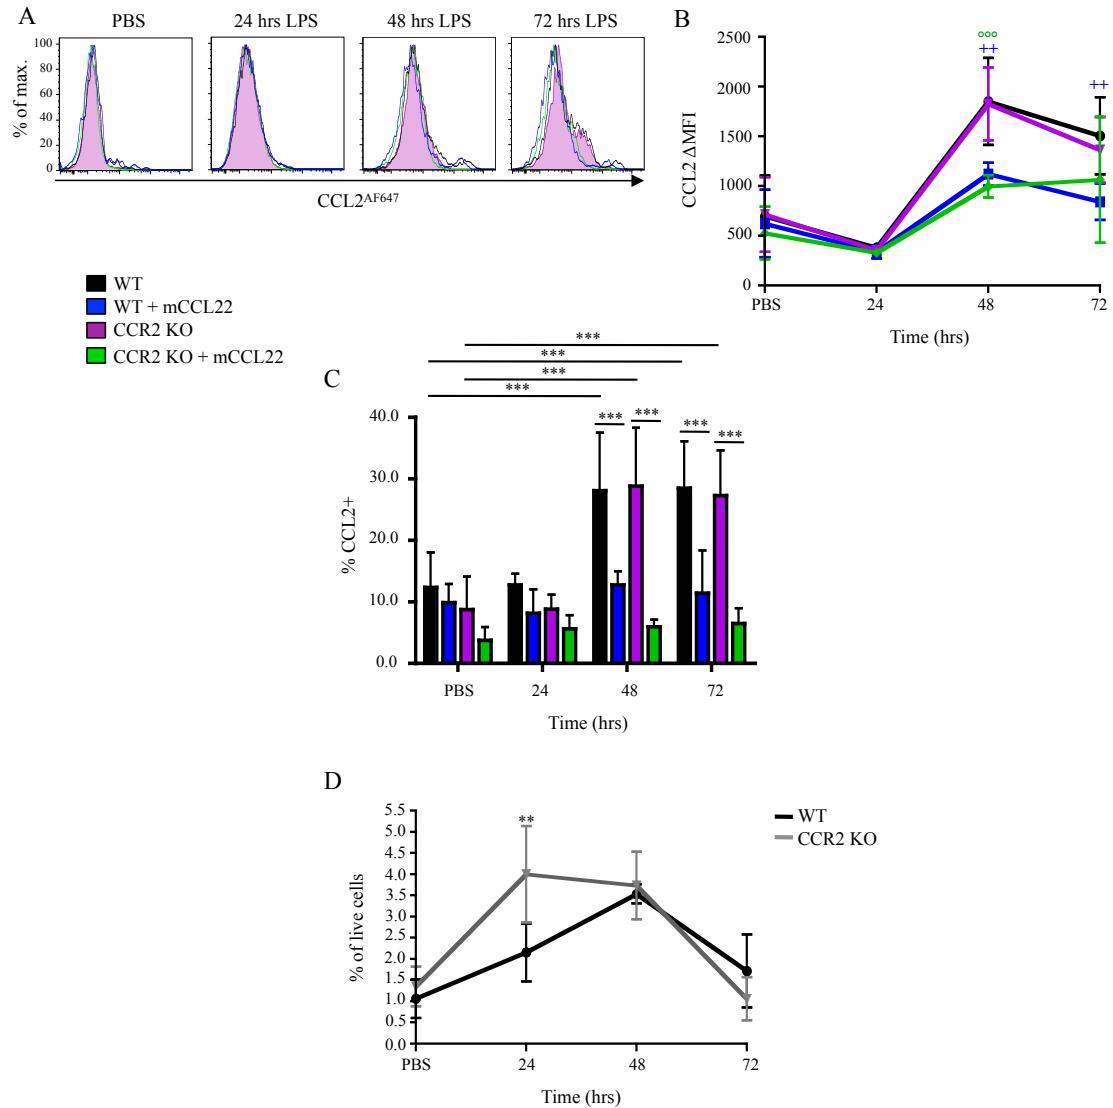 A
PBS
24 hrs LPS
48 hrs LPS
72 hrs LPS
% of max.
100
80
60
40
20
0
CCL2AF647
WT
WT + mCCL22
CCR2 KO
CCR2 KO + mCCL22
B
°°°
++
++
CCL2 ΔMFI
2500
2000
1500
1000
500
0
PBS
24
48
72
Time (hrs)
C
***
***
***
***
***
***
***
***
% CCL2+
40.0
30.0
20.0
10.0
0.0
PBS
24
48
72
Time (hrs)
D
**
% of live cells
5.5
5.0
4.5
4.0
3.5
3.0
2.5
2.0
1.5
1.0
0.5
0.0
PBS
24
48
72
Time (hrs)
WT
CCR2 KO